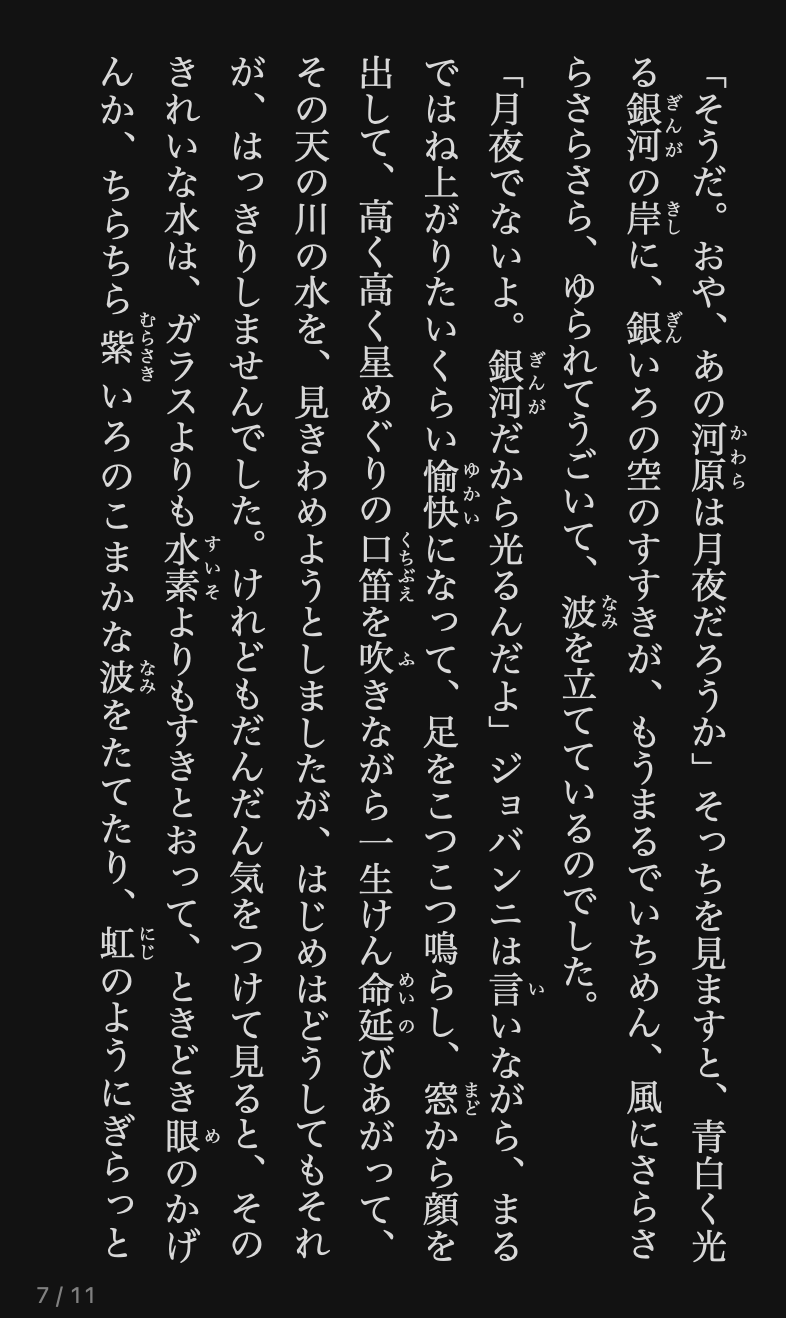 「そうだ。おや、あの河原は月夜だろうか」そっちを見ますと、青白く光
る銀河の岸に、銀いろの空のすすきが、もうまるでいちめん、風にさらさ
らさらさら、ゆられてうごいて、波を立てているのでした。
「月夜でないよ。銀河だから光るんだよ」ジョバンニは言いながら、まる
ではね上がりたいくらい愉快になって、足をこつこつ鳴らし、窓から顔を
出して、高く高く星めぐりの口笛を吹きながら一生けん命延びあがって、
その天の川の水を、見きわめようとしましたが、はじめはどうしてもそれ
が、はっきりしませんでした。けれどもだんだん気をつけて見ると、その
きれいな水は、ガラスよりも水素よりもすきとおって、ときどき眼のかげ
んか、ちらちら紫いろのこまかな波をたてたり、虹のようにぎらっと
7 / 11